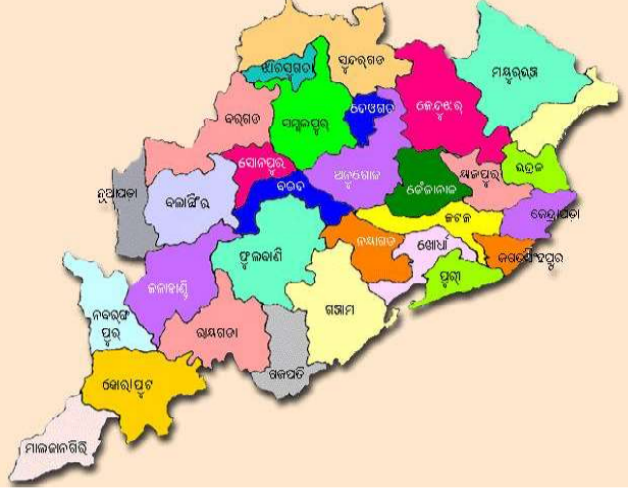 ସୁନ୍ଦରଗଡ
ଝାରସୁଗଡା
ମୟୁରଭଞ୍ଜ
ଦେଓଗଡ
କେନ୍ଦୁଝର
ବରଗଡ
ସମ୍ବଲପୁର
ସୋନପୁର
ଭଦ୍ରକ
ଯାଜପୁର
ଅନୁଗୋଳ
ଢେଁକାନାଳ
ବଉଦ
ନୂଆପଡା
ବଲାଙ୍ଗିର
କେନ୍ଦ୍ରାପଡା
କଟକ
ନୟାଗଡ
ଖୋର୍ଧା
ଫୁଲବାଣି
ଜଗତସିଂହପୁର
ପୁରୀ
କଳାହାଣ୍ଡି
ଗଞ୍ଜାମ
ନବରଙ୍ଗ
ପୁର
ରାୟଗଡା
ଗଜପତି
କୋରାପୁଟ
ମାଲକାନଗିରି